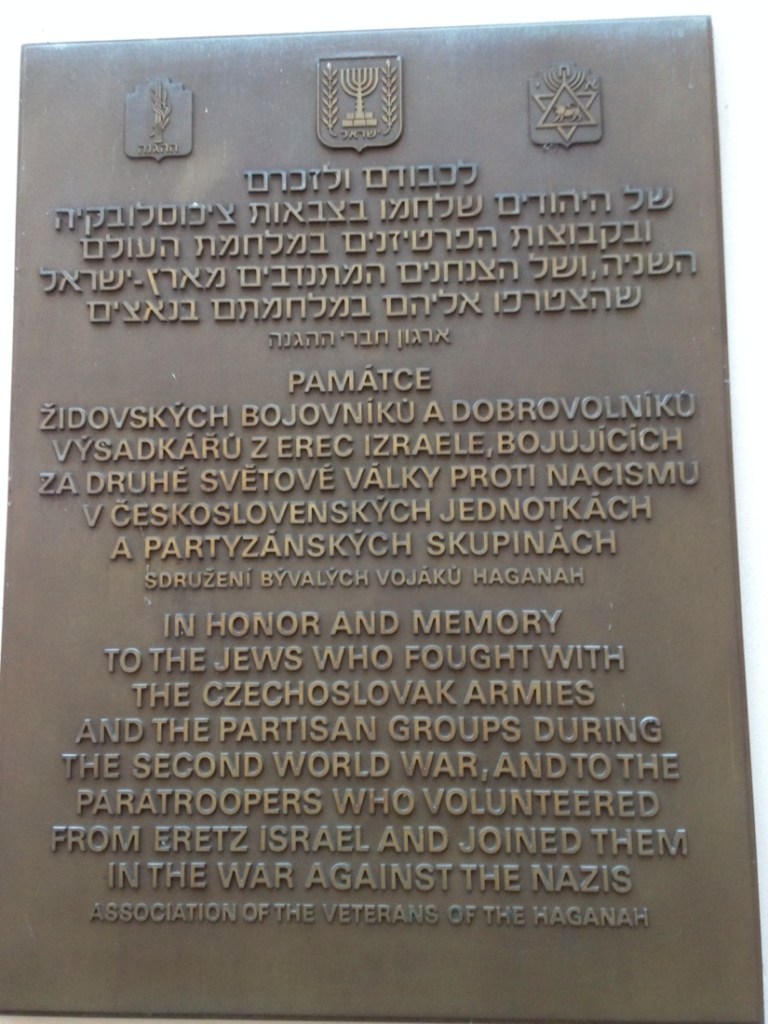 ההגנה
ישראל
לכבודם ולזכרם
של היהודים שלחמו בצבאות ציכוסלובקיה
ובקבוצות הפרטיזנים במלחמת העולם
השניה, ושל הצנחנים המתנדבים מארץ-ישראל
שהצטרפו אליהם במלחמתם בנאצים
ארגון חברי ההגנה
PAMÁTCE
ŽIDOVSKÝCH BOJOVNÍKŮ A DOBROVOLNÍKŮ
VÝSADKÁŘŮ Z EREC IZRAELE, BOJUJÍCÍCH
ZA DRUHÉ SVĚTOVÉ VÁLKY PROTI NACISMU
V ČESKOSLOVENSKÝCH JEDNOTKÁCH
A PARTYZÁNSKÝCH SKUPINÁCH
SDRUŽENÍ BÝVALÝCH VOJÁKŮ HAGANAH
IN HONOR AND MEMORY
TO THE JEWS WHO FOUGHT WITH
THE CZECHOSLOVAK ARMIES
AND THE PARTISAN GROUPS DURING
THE SECOND WORLD WAR, AND TO THE
PARATROOPERS WHO VOLUNTEERED
FROM ERETZ ISRAEL AND JOINED THEM
IN THE WAR AGAINST THE NAZIS
ASSOCIATION OF THE VETERANS OF THE HAGANAH